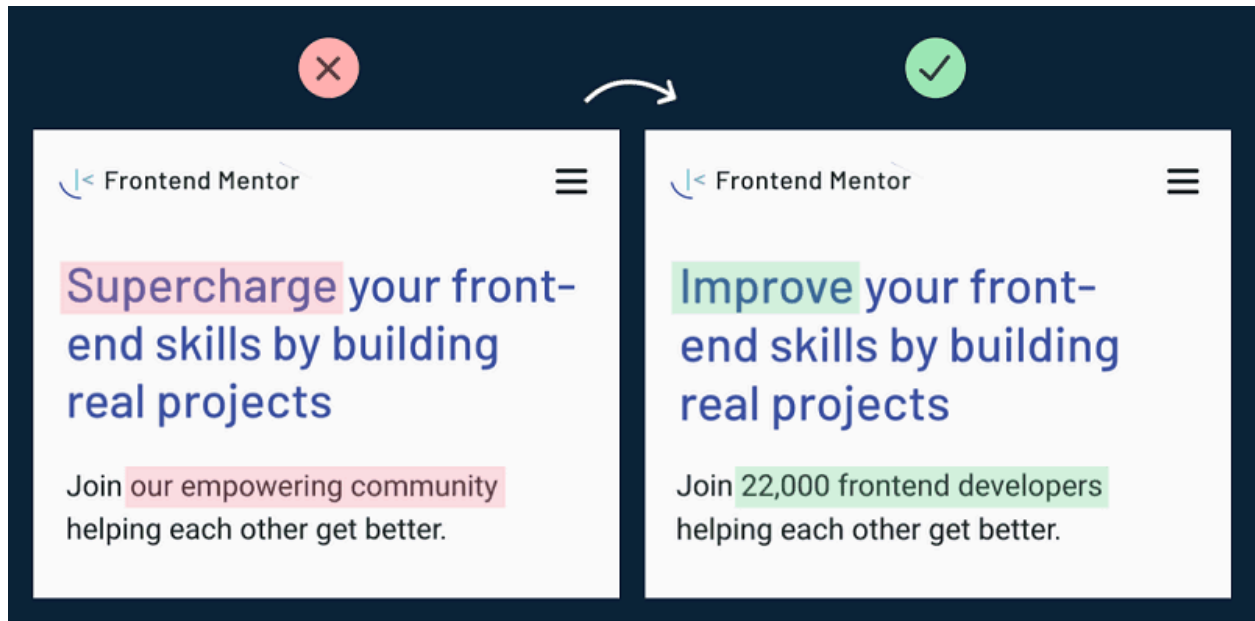 Frontend Mentor
Supercharge your front-
end skills by building
real projects
Join our empowering community
helping each other get better.
Frontend Mentor
Improve your front-
end skills by building
real projects
Join 22,000 frontend developers
helping each other get better.